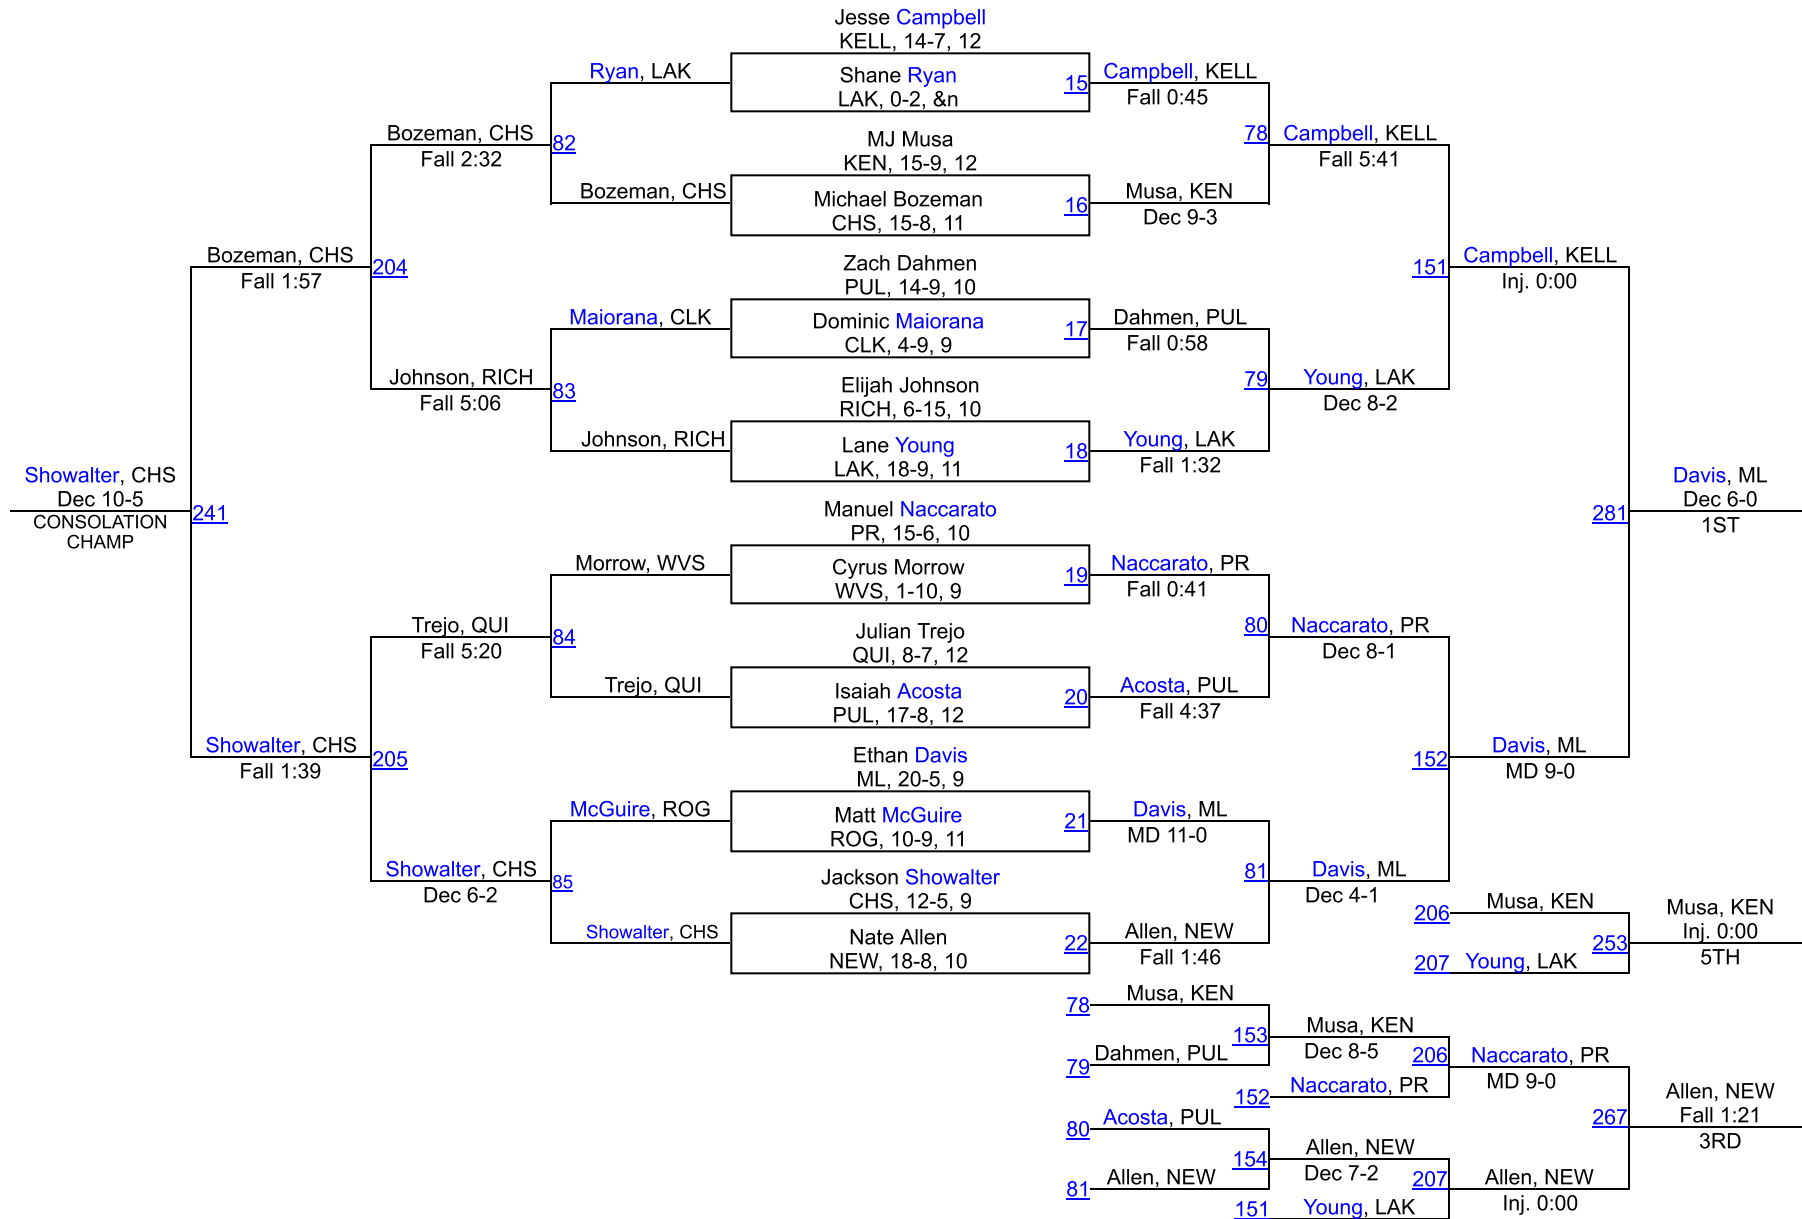 Jesse Campbell
KELL, 14-7, 12
Ryan, LAK
Shane Ryan
LAK, 0-2, &n
15
Campbell, KELL
Fall 0:45
Bozeman, CHS
Fall 2:32
82
MJ Musa
KEN, 15-9, 12
78
Campbell, KELL
Fall 5:41
Bozeman, CHS
Michael Bozeman
CHS, 15-8, 11
16
Musa, KEN
Dec 9-3
Bozeman, CHS
Fall 1:57
204
Zach Dahmen
PUL, 14-9, 10
151
Campbell, KELL
Inj. 0:00
Maiorana, CLK
Dominic Maiorana
CLK, 4-9, 9
17
Dahmen, PUL
Fall 0:58
Johnson, RICH
Fall 5:06
83
Elijah Johnson
RICH, 6-15, 10
79
Young, LAK
Dec 8-2
Johnson, RICH
Lane Young
LAK, 18-9, 11
18
Young, LAK
Fall 1:32
Showalter, CHS
Dec 10-5
CONSOLATION
CHAMP
241
Manuel Naccarato
PR, 15-6, 10
281
Davis, ML
Dec 6-0
1ST
Morrow, WVS
Cyrus Morrow
WVS, 1-10, 9
19
Naccarato, PR
Fall 0:41
Trejo, QUI
Fall 5:20
84
Julian Trejo
QUI, 8-7, 12
80
Naccarato, PR
Dec 8-1
Trejo, QUI
Isaiah Acosta
PUL, 17-8, 12
20
Acosta, PUL
Fall 4:37
Showalter, CHS
Fall 1:39
205
Ethan Davis
ML, 20-5, 9
152
Davis, ML
MD 9-0
McGuire, ROG
Matt McGuire
ROG, 10-9, 11
21
Davis, ML
MD 11-0
Showalter, CHS
Dec 6-2
85
Jackson Showalter
CHS, 12-5, 9
81
Davis, ML
Dec 4-1
Showalter, CHS
Nate Allen
NEW, 18-8, 10
22
Allen, NEW
Fall 1:46
206
Musa, KEN
207
Young, LAK
253
Musa, KEN
Inj. 0:00
5TH
78
Musa, KEN
79
Dahmen, PUL
153
Musa, KEN
Dec 8-5
152
Naccarato, PR
206
Naccarato, PR
MD 9-0
80
Acosta, PUL
81
Allen, NEW
154
Allen, NEW
Dec 7-2
151
Young, LAK
207
Allen, NEW
Inj. 0:00
267
Allen, NEW
Fall 1:21
3RD